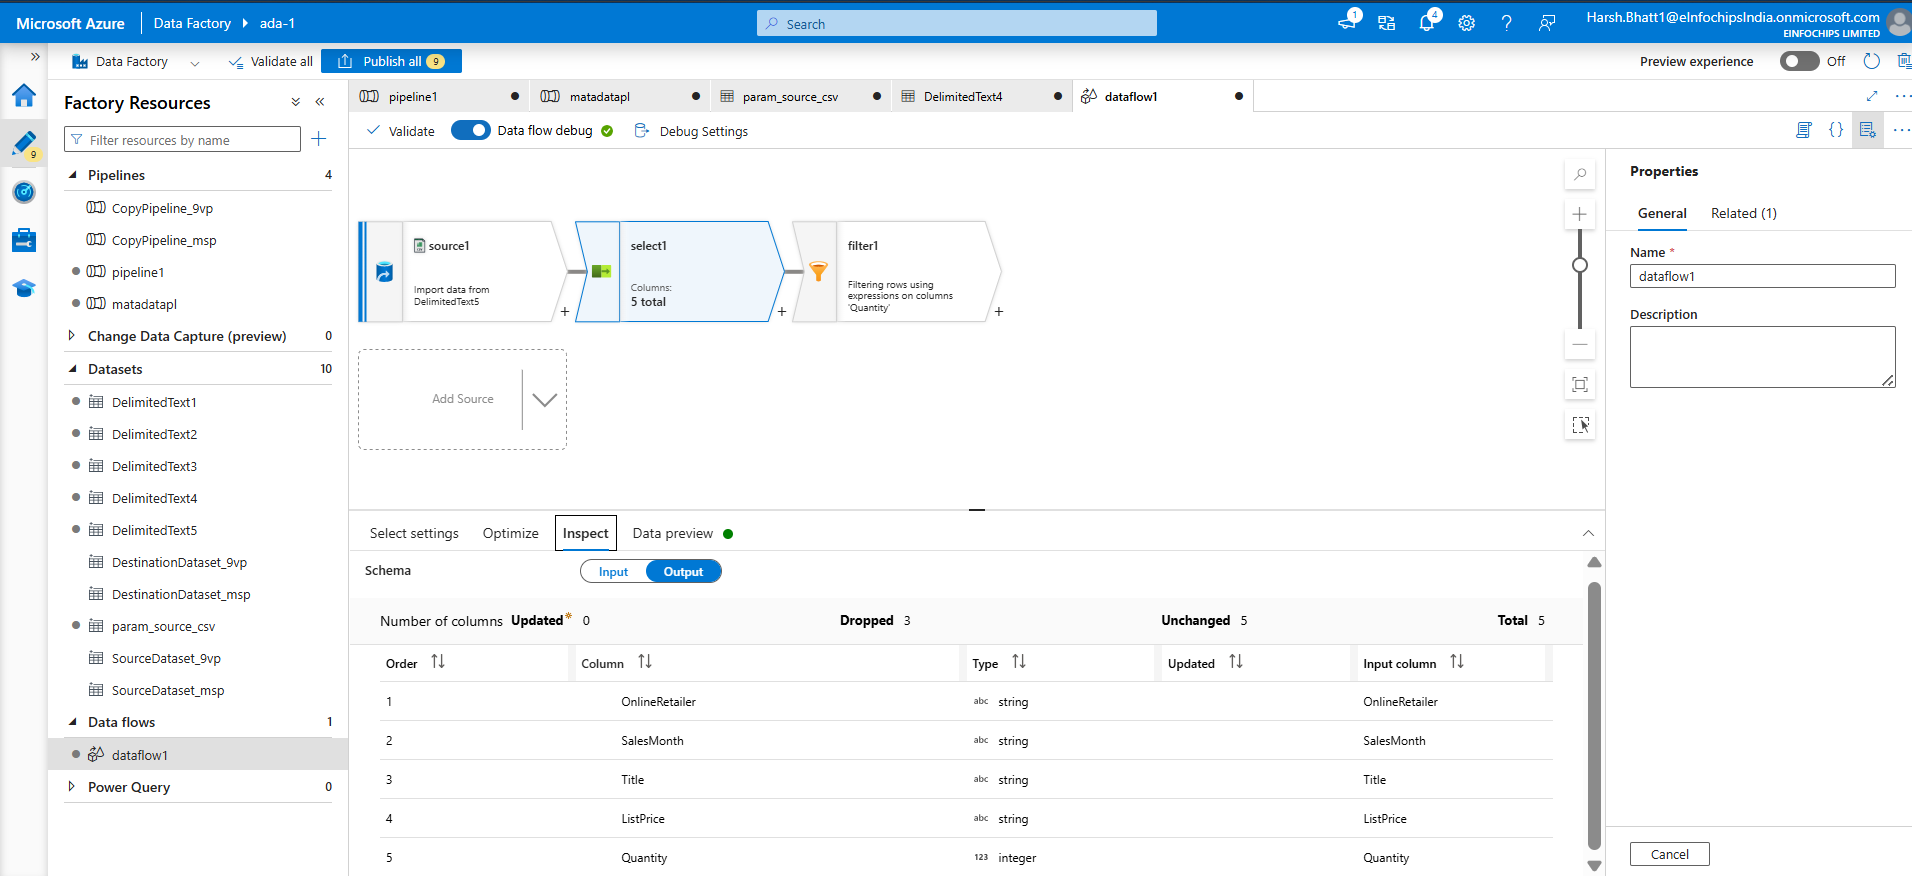 Microsoft Azure
Data Factory
ada-1
Search
1
4
Harsh.Bhatt1@eInfochipsIndia.onmicrosoft.com
EINFOCHIPS LIMITED
Data Factory
Validate all
Publish all 9
Preview experience
Off
9
Factory Resources
Filter resources by name
Pipelines 4
CopyPipeline_9vp
CopyPipeline_msp
pipeline1
matadatapl
Change Data Capture (preview) 0
Datasets 10
DelimitedText1
DelimitedText2
DelimitedText3
DelimitedText4
DelimitedText5
DestinationDataset_9vp
DestinationDataset_msp
param_source_csv
SourceDataset_9vp
SourceDataset_msp
Data flows 1
dataflow1
Power Query 0
pipeline1
matadatapl
param_source_csv
DelimitedText4
dataflow1
Validate
Data flow debug
Debug Settings
source1
Import data from
DelimitedText5
+
select1
Columns:
5 total
+
filter1
Filtering rows using
expressions on columns
'Quantity'
+
Add Source
Select settings
Optimize
Inspect
Data preview
Schema
Input
Output
Number of columns Updated* 0 Dropped 3 Unchanged 5 Total 5
Order Column Type Updated Input column
1 OnlineRetailer abc string OnlineRetailer
2 SalesMonth abc string SalesMonth
3 Title abc string Title
4 ListPrice abc string ListPrice
5 Quantity 123 integer Quantity
Properties
General
Related (1)
Name *
dataflow1
Description
Cancel